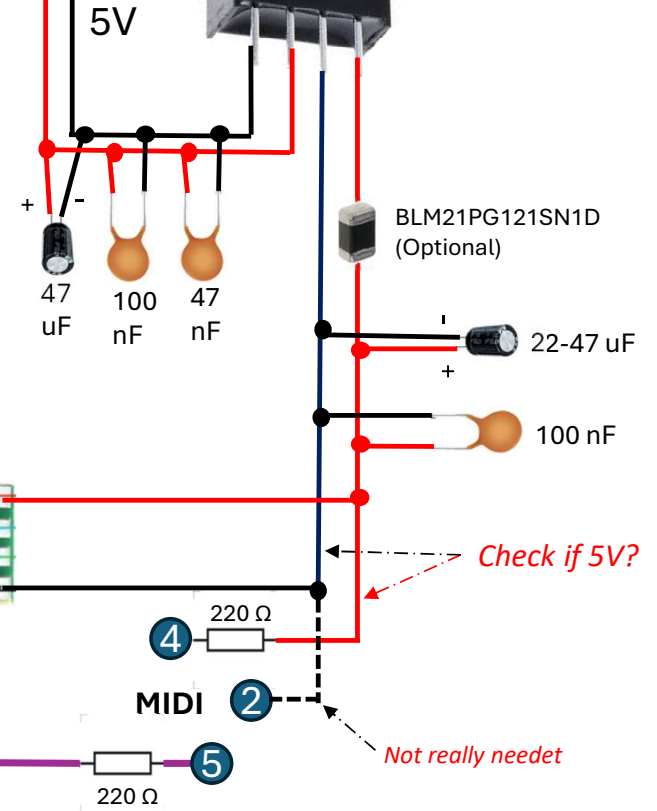 5V
BLM21PG121SN1D
(Optional)
+
-
47
uF
100
nF
47
nF
-
22-47 uF
+
100 nF
Check if 5V?
220 Ω
4
MIDI
2
Not really needet
5
220 Ω